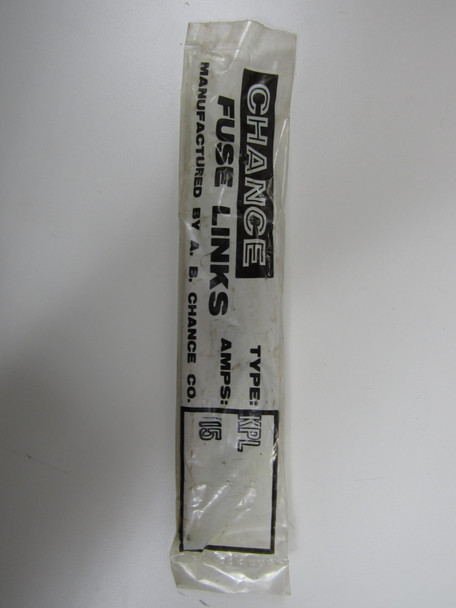 CHANCE
FUSE LINKS
MANUFACTURED BY A. B. CHANCE CO.
TYPE: KPL
AMPS: 15